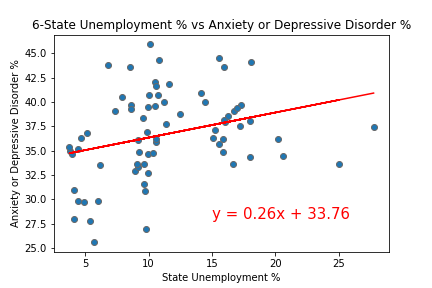 6-State Unemployment % vs Anxiety or Depressive Disorder %
Anxiety or Depressive Disorder %
45.0
42.5
40.0
37.5
35.0
32.5
30.0
27.5
25.0
y = 0.26x + 33.76
5 10 15 20 25
State Unemployment %